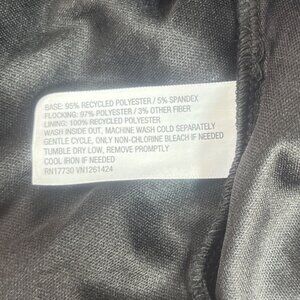 BASE: 95% RECYCLED POLYESTER / 5% SPANDEX
FLOCKING: 97% POLYESTER / 3% OTHER FIBER
LINING: 100% RECYCLED POLYESTER
WASH INSIDE OUT, MACHINE WASH COLD SEPARATELY
GENTLE CYCLE, ONLY NON-CHLORINE BLEACH IF NEEDED
TUMBLE DRY LOW, REMOVE PROMPTLY
COOL IRON IF NEEDED
RN17730 VN1261424